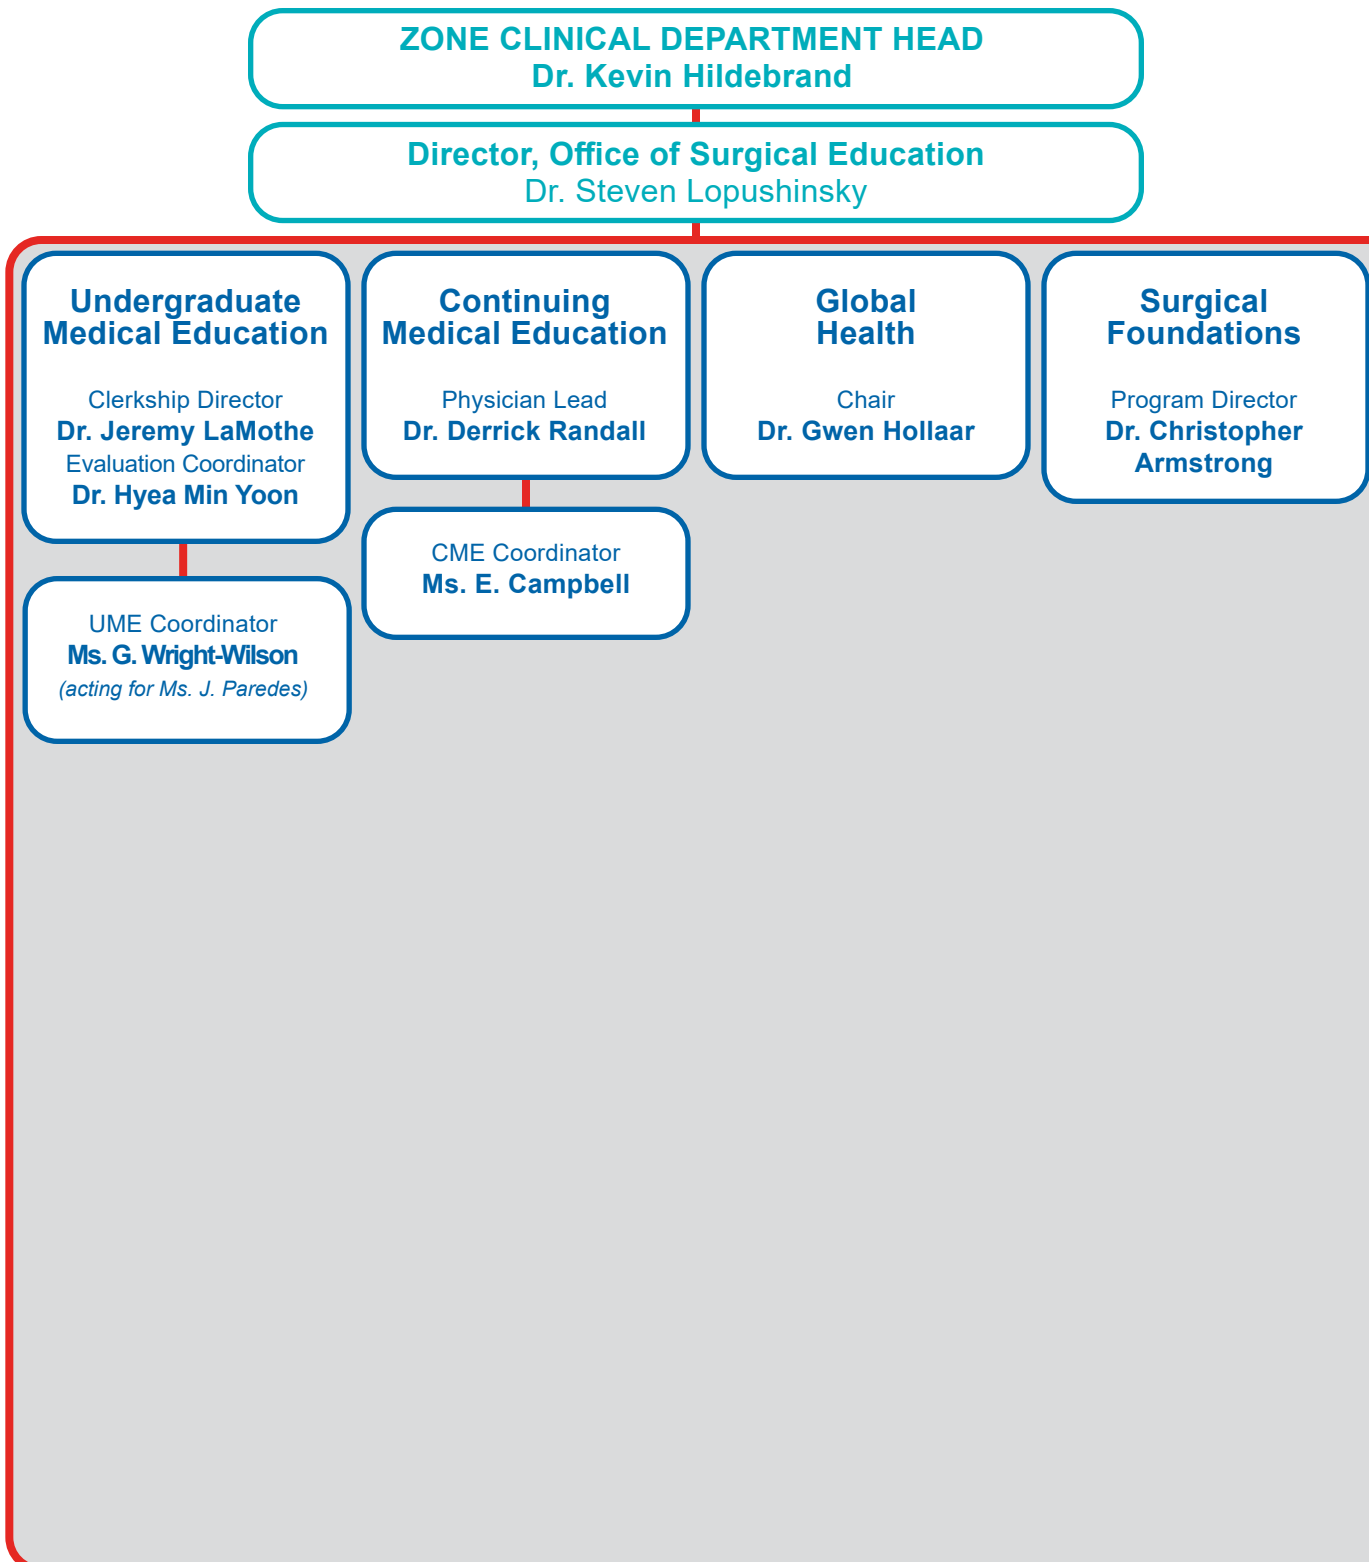 ZONE CLINICAL DEPARTMENT HEAD
Dr. Kevin Hildebrand
Director, Office of Surgical Education
Dr. Steven Lopushinsky
Undergraduate
Medical Education
Clerkship Director
Dr. Jeremy LaMothe
Evaluation Coordinator
Dr. Hyea Min Yoon
UME Coordinator
Ms. G. Wright-Wilson
(acting for Ms. J. Paredes)
Continuing
Medical Education
Physician Lead
Dr. Derrick Randall
CME Coordinator
Ms. E. Campbell
Global
Health
Chair
Dr. Gwen Hollaar
Surgical
Foundations
Program Director
Dr. Christopher
Armstrong